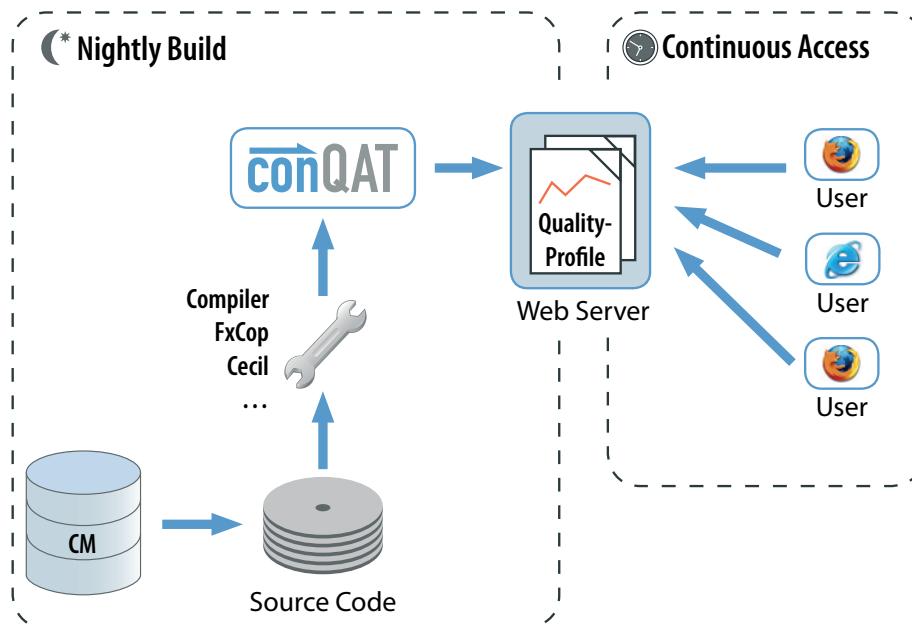 Nightly Build
Continuous Access
conQAT
Quality-
Profile
Web Server
User
User
User
Compiler
FxCop
Cecil
...
CM
Source Code